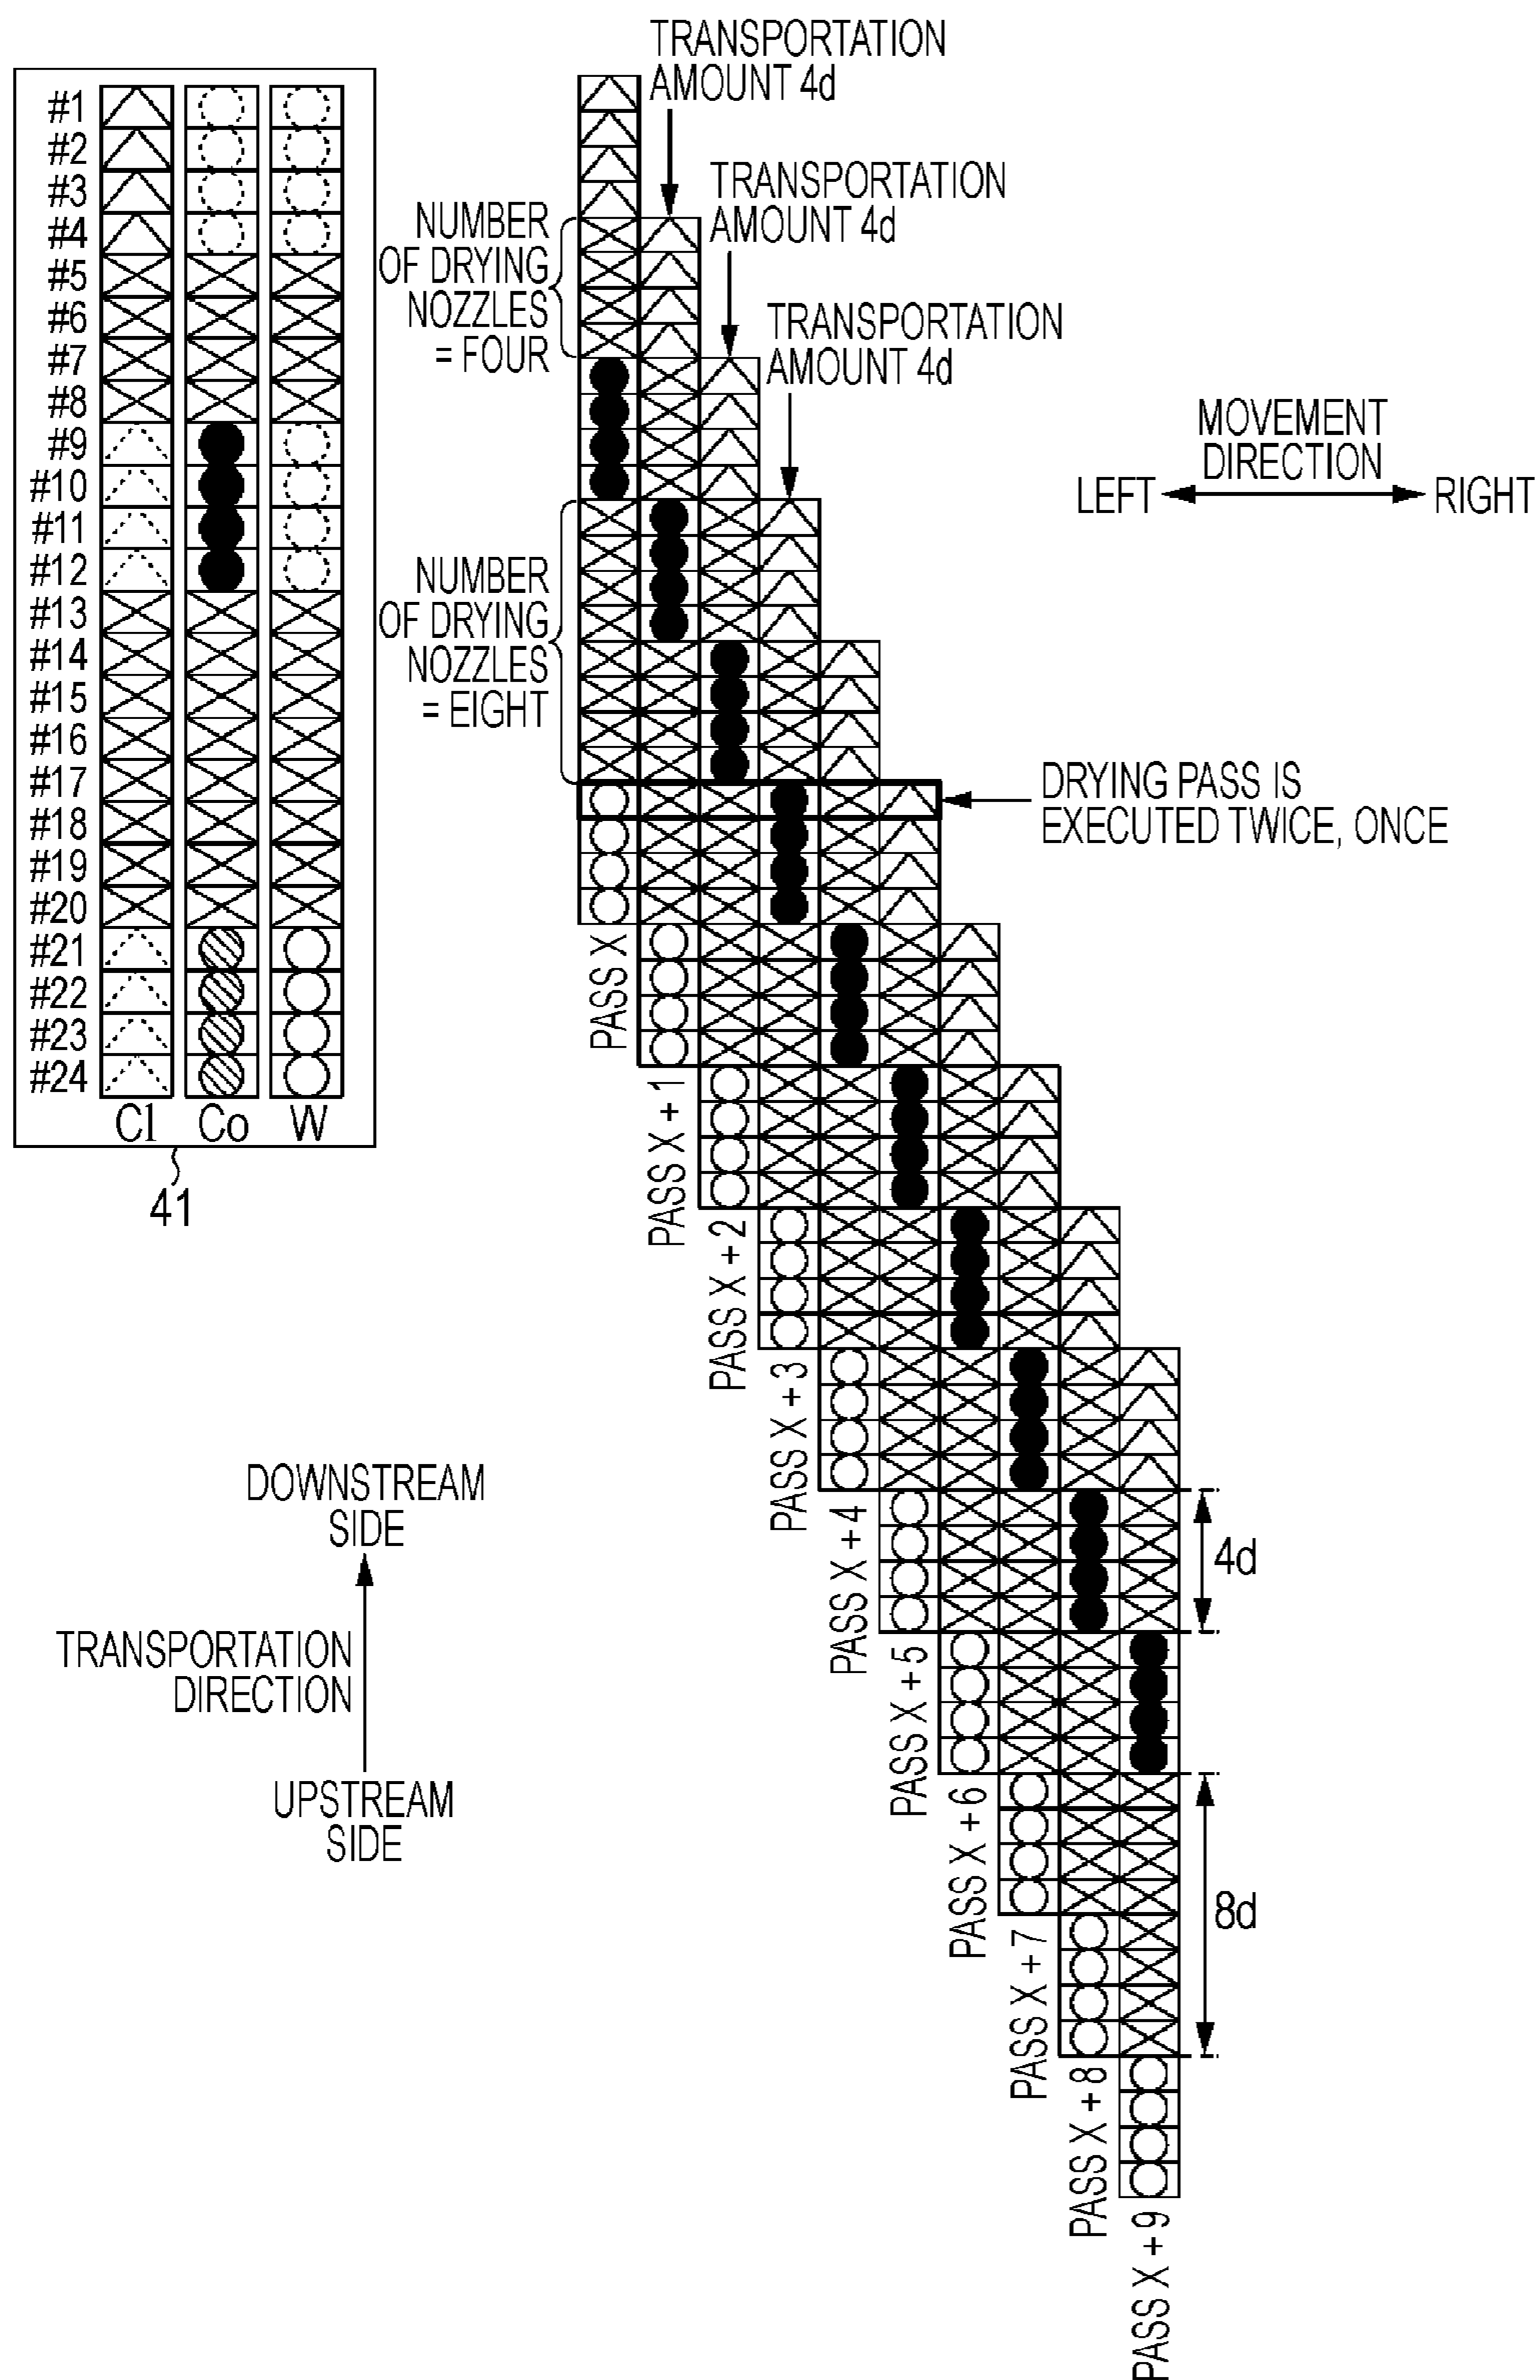 TRANSPORTATION
AMOUNT 4d
TRANSPORTATION
AMOUNT 4d
TRANSPORTATION
AMOUNT 4d
#1
#2
#3
#4
#5
#6
#7
#8
#9
#10
#11
#12
#13
#14
#15
#16
#17
#18
#19
#20
#21
#22
#23
#24
Cl Co W
41
NUMBER
OF DRYING
NOZZLES
= FOUR
NUMBER
OF DRYING
NOZZLES
= EIGHT
MOVEMENT
DIRECTION
LEFT RIGHT
DRYING PASS IS
EXECUTED TWICE, ONCE
PASS X
PASS X + 1
PASS X + 2
PASS X + 3
PASS X + 4
PASS X + 5
PASS X + 6
PASS X + 7
PASS X + 8
PASS X + 9
4d
8d
DOWNSTREAM
SIDE
TRANSPORTATION
DIRECTION
UPSTREAM
SIDE